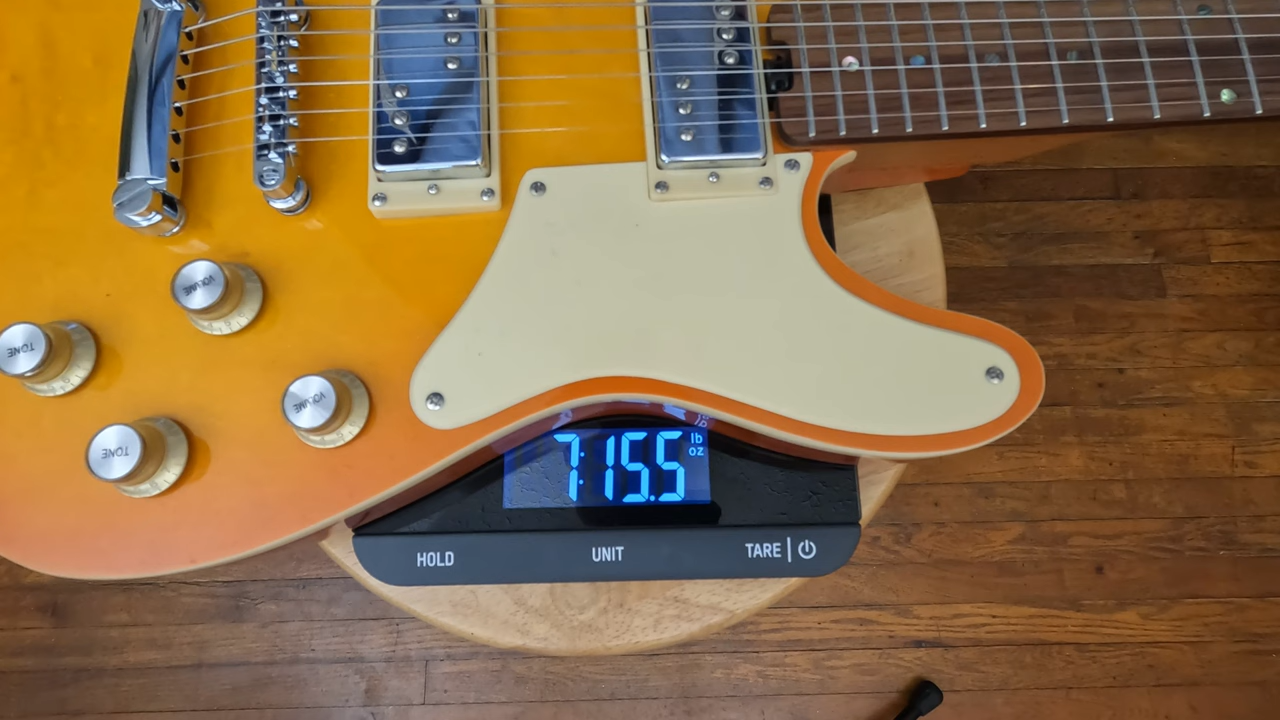 VOLUME
TONE
VOLUME
TONE
7:15.5 lb
oz
HOLD UNIT TARE